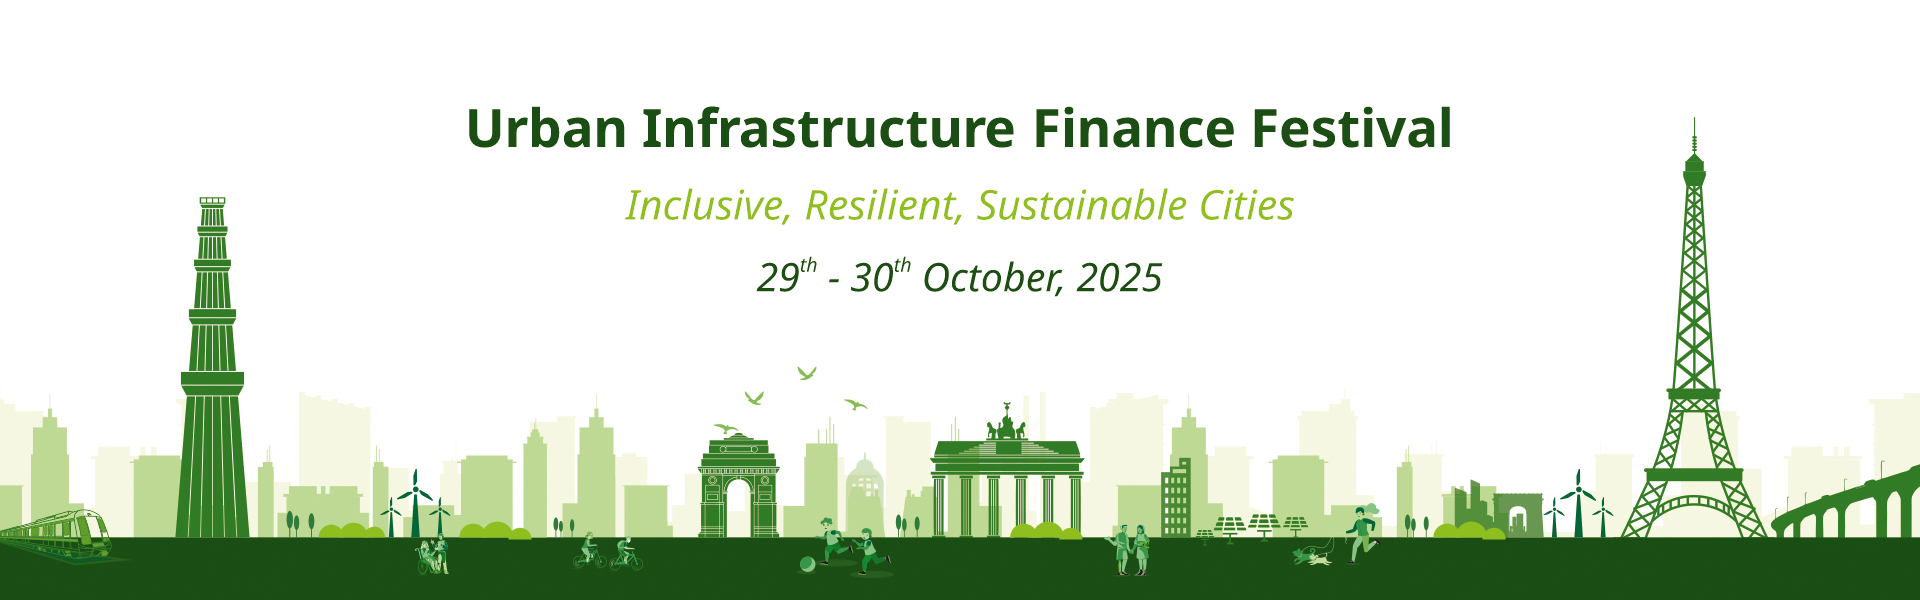 Urban Infrastructure Finance Festival
Inclusive, Resilient, Sustainable Cities
29th - 30th October, 2025